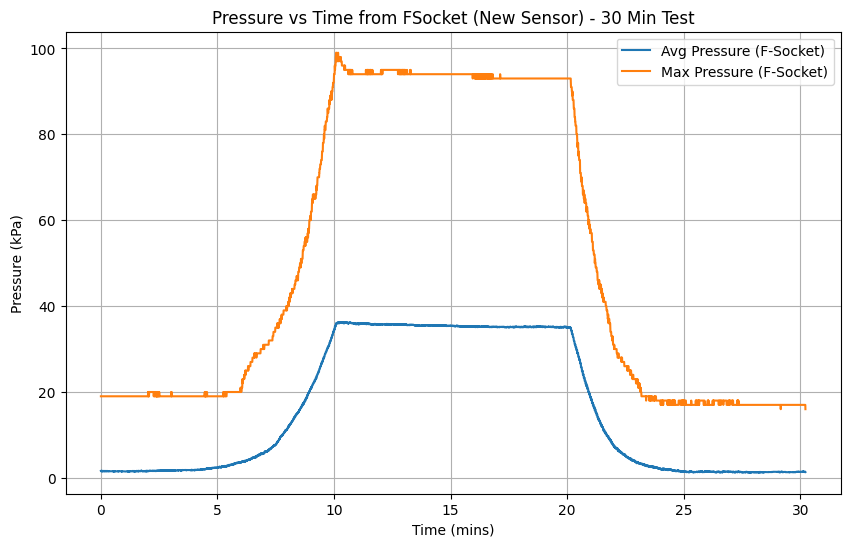 Pressure vs Time from FSocket (New Sensor) - 30 Min Test
Avg Pressure (F-Socket)
Max Pressure (F-Socket)
Pressure (kPa)
100
80
60
40
20
0
0 5 10 15 20 25 30
Time (mins)